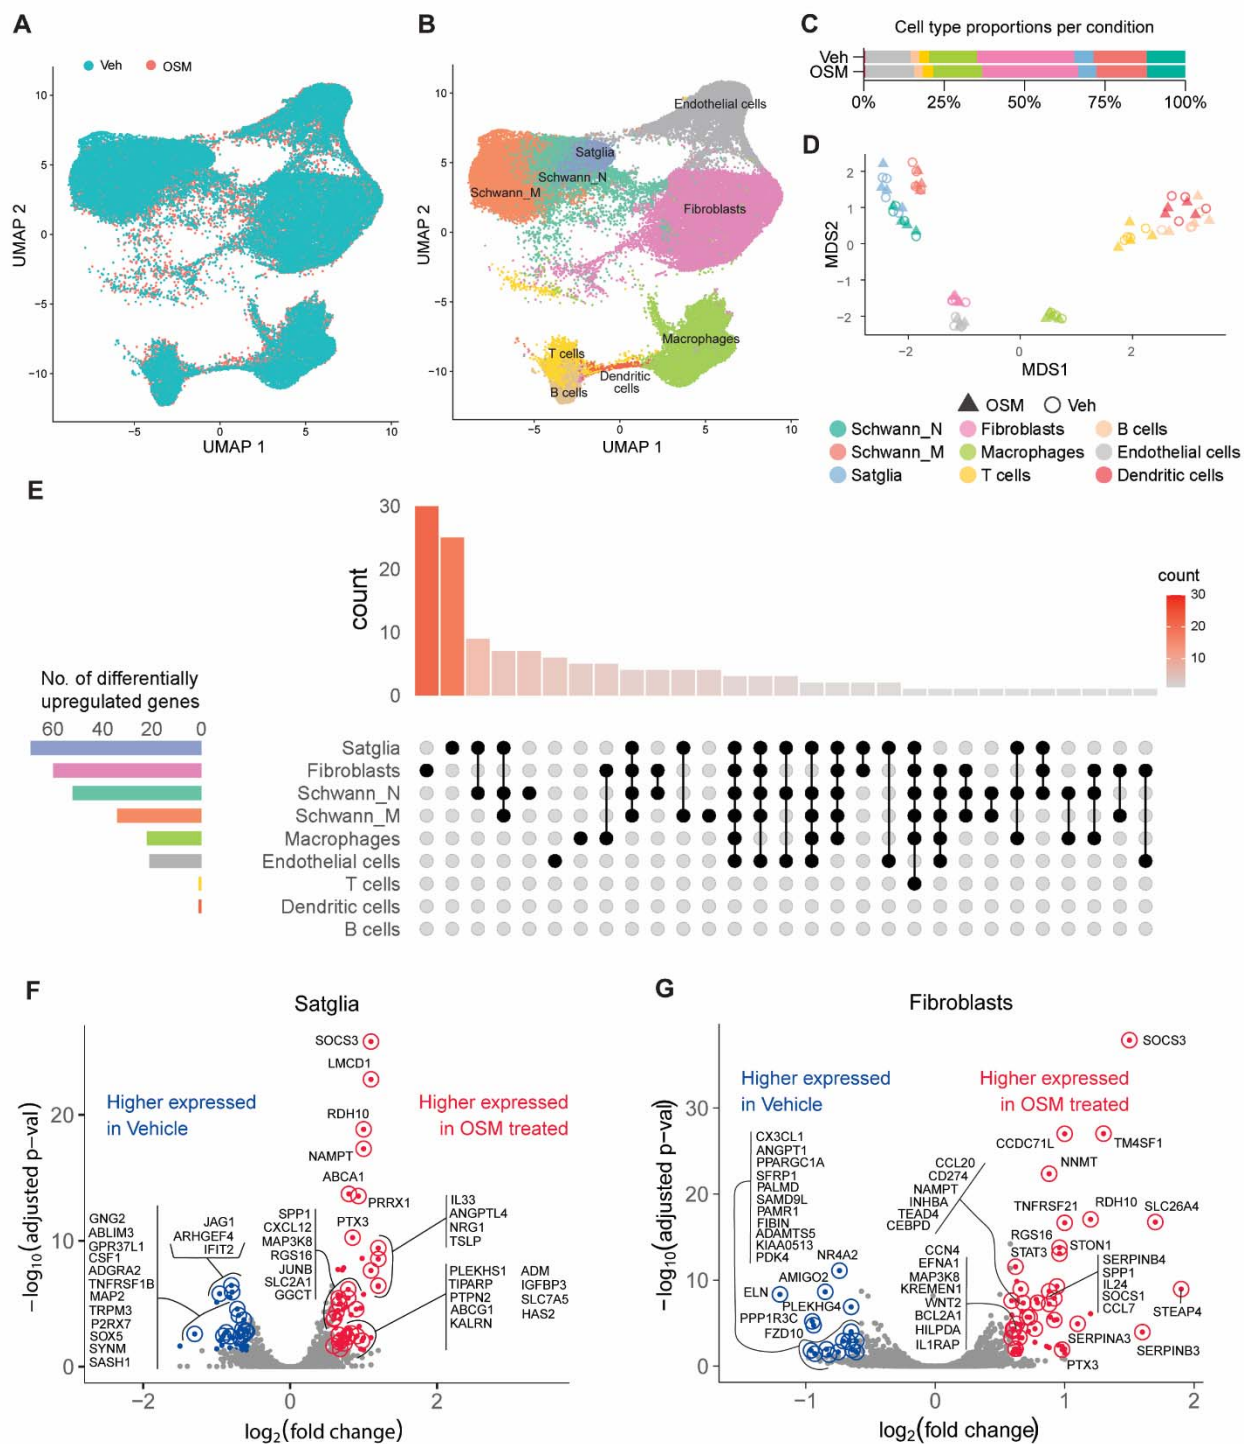 A
Veh
OSM
UMAP 2
10
5
0
−5
−10
−5
0
5
10
UMAP 1
B
Endothelial cells
Satglia
Schwann_N
Schwann_M
Fibroblasts
Macrophages
T cells
B cells
Dendritic
cells
UMAP 2
10
5
0
−5
−10
−5
0
5
10
UMAP 1
C
Cell type proportions per condition
Veh
OSM
0%
25%
50%
75%
100%
D
MDS2
2
1
0
−1
−2
−2
0
2
MDS1
OSM
Veh
Schwann_N
Fibroblasts
B cells
Schwann_M
Macrophages
Endothelial cells
Satglia
T cells
Dendritic cells
E
count
30
20
10
0
count
30
20
10
No. of differentially
upregulated genes
60 40 20 0
Satglia
Fibroblasts
Schwann_N
Schwann_M
Macrophages
Endothelial cells
T cells
Dendritic cells
B cells
F
Satglia
Higher expressed
in Vehicle
Higher expressed
in OSM treated
SOCS3
LMCD1
RDH10
NAMPT
ABCA1
PRRX1
PTX3
GNG2
ABLIM3
GPR37L1
CSF1
ADGRA2
TNFRSF1B
MAP2
TRPM3
P2RX7
SOX5
SYNM
SASH1
JAG1
ARHGEF4
IFIT2
SPP1
CXCL12
MAP3K8
RGS16
JUNB
SLC2A1
GGCT
IL33
ANGPTL4
NRG1
TSLP
PLEKHS1
TIPARP
PTPN2
ABCG1
KALRN
ADM
IGFBP3
SLC7A5
HAS2
−log10(adjusted p−val)
20
10
0
−2
0
2
log2(fold change)
G
Fibroblasts
Higher expressed
in Vehicle
Higher expressed
in OSM treated
SOCS3
CCDC71L
TM4SF1
NNMT
TNFRSF21
RDH10
SLC26A4
RGS16
STAT3
STON1
CX3CL1
ANGPT1
PPARGC1A
SFRP1
PALMD
SAMD9L
PAMR1
FIBIN
ADAMTS5
KIAA0513
PDK4
NR4A2
AMIGO2
ELN
PLEKHG4
PPP1R3C
FZD10
CCL20
CD274
NAMPT
INHBA
TEAD4
CEBPD
CCN4
EFNA1
MAP3K8
KREMEN1
WNT2
BCL2A1
HILPDA
IL1RAP
SERPINB4
SPP1
IL24
SOCS1
CCL7
STEAP4
SERPINA3
SERPINB3
PTX3
−log10(adjusted p−val)
30
20
10
0
−1
0
1
2
log2(fold change)